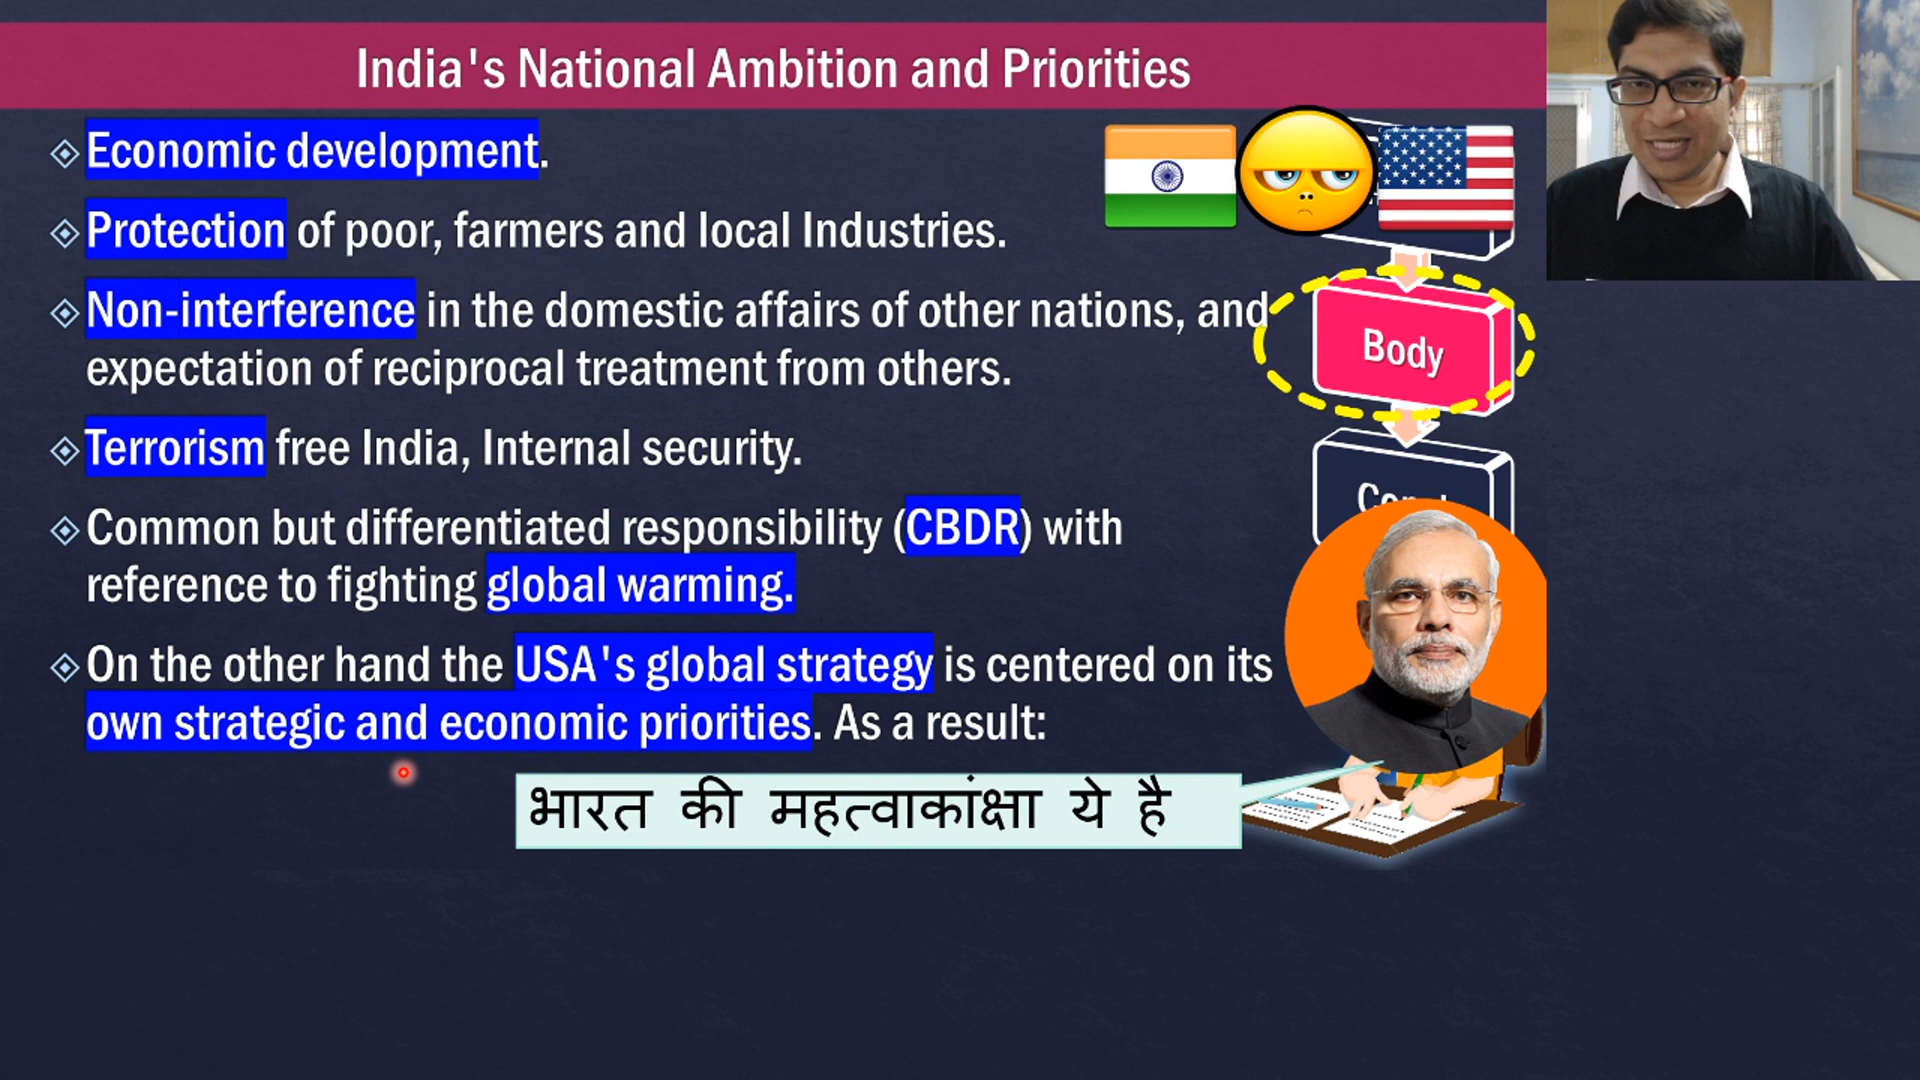 India's National Ambition and Priorities
Economic development.
Protection of poor, farmers and local Industries.
Non-interference in the domestic affairs of other nations, and
expectation of reciprocal treatment from others.
Terrorism free India, Internal security.
Common but differentiated responsibility (CBDR) with
reference to fighting global warming.
On the other hand the USA's global strategy is centered on its
own strategic and economic priorities. As a result:
भारत की महत्वाकांक्षा ये है
Body